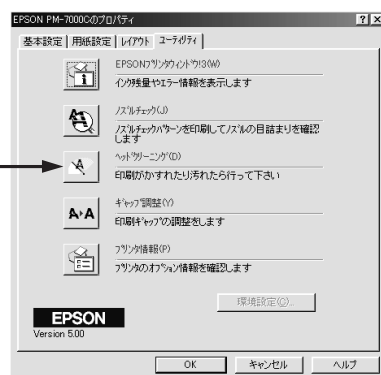 EPSON PM-7000Cのプロパティ
基本設定 用紙設定 レイアウト ユーティリティ
EPSONプリンタウィンドウ!3(W)
インク残量やエラー情報を表示します
ノズルチェック(J)
ノズルチェックパターンを印刷してノズルの目詰まりを確認
します
ヘッドクリーニング(D)
印刷がかすれたり汚れたら行って下さい
ギャップ調整(Y)
印刷ギャップの調整をします
プリンタ情報(P)
プリンタのオプション情報を確認します
環境設定(O)...
EPSON
Version 5.00
OK キャンセル ヘルプ